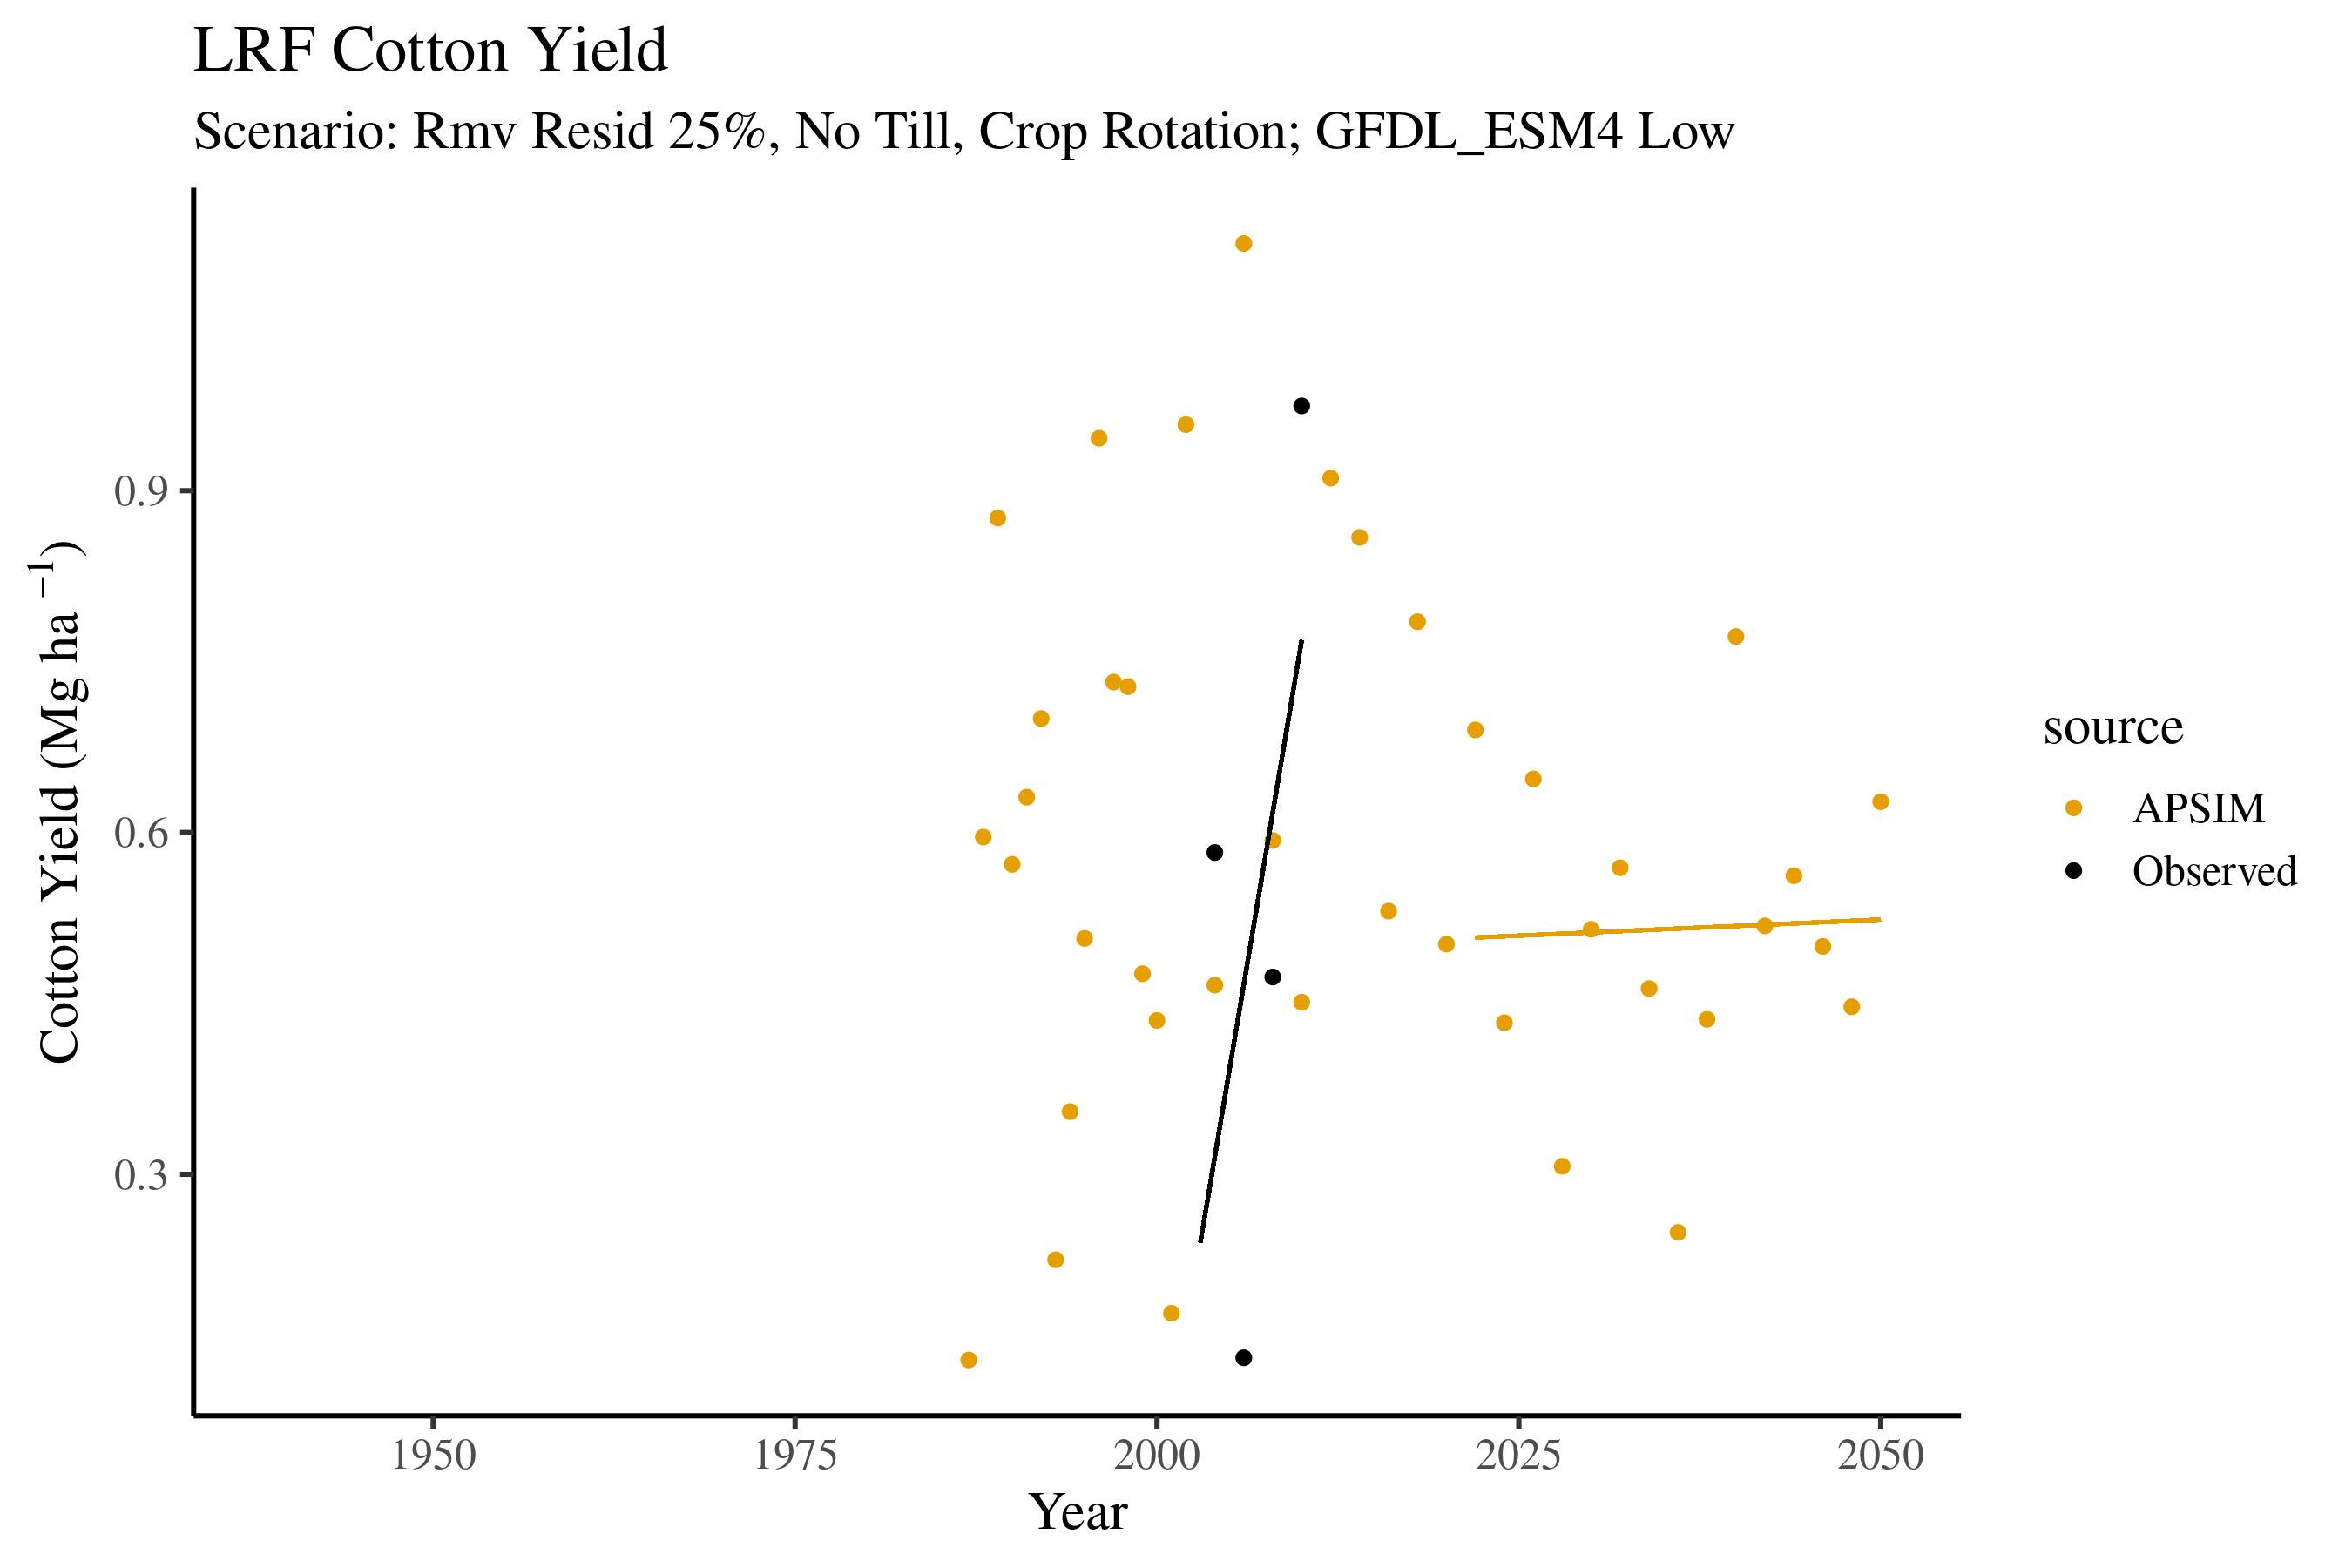 LRF Cotton Yield
Scenario: Rmv Resid 25%, No Till, Crop Rotation; GFDL_ESM4 Low
Cotton Yield (Mg ha −1)
0.9
0.6
0.3
1950 1975 2000 2025 2050
Year
source
APSIM
Observed